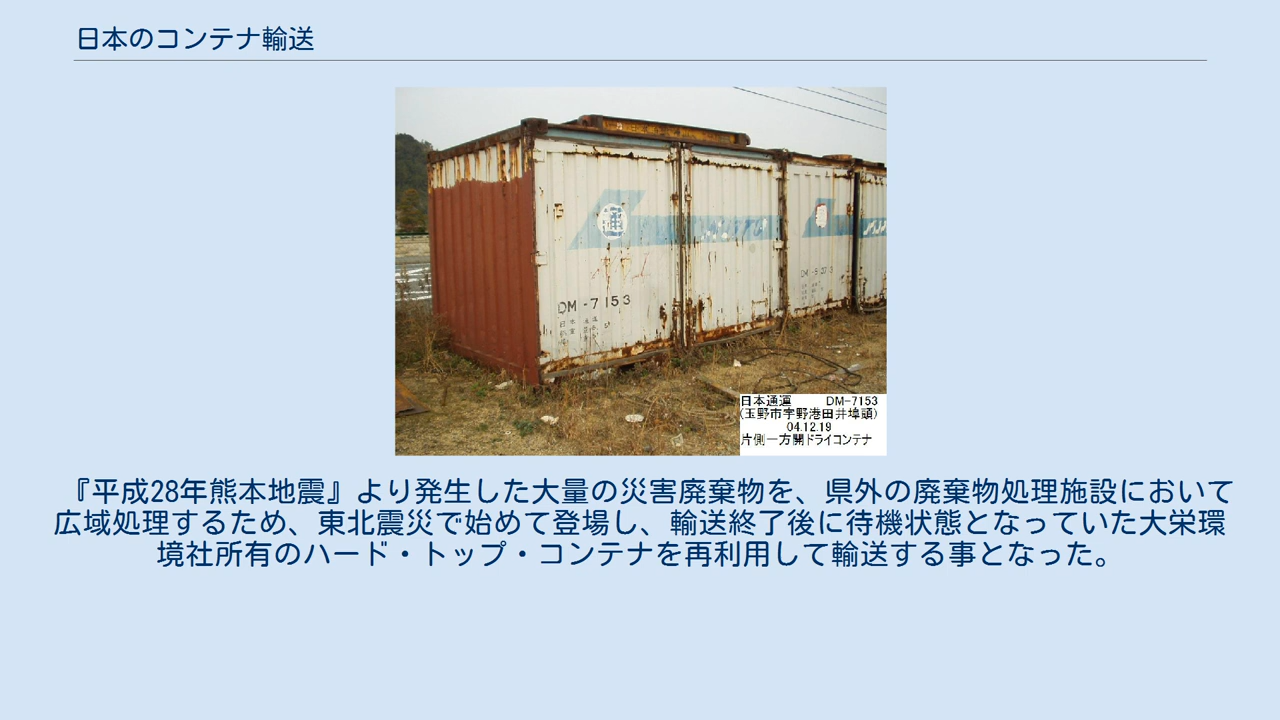 日本のコンテナ輸送
通
DM-7153
日本通運 DM-7153
(玉野市宇野港田井埠頭)
04.12.19
片側一方開ドライコンテナ
『平成28年熊本地震』より発生した大量の災害廃棄物を、県外の廃棄物処理施設において
広域処理するため、東北震災で始めて登場し、輸送終了後に待機状態となっていた大栄環
境社所有のハード・トップ・コンテナを再利用して輸送する事となった。